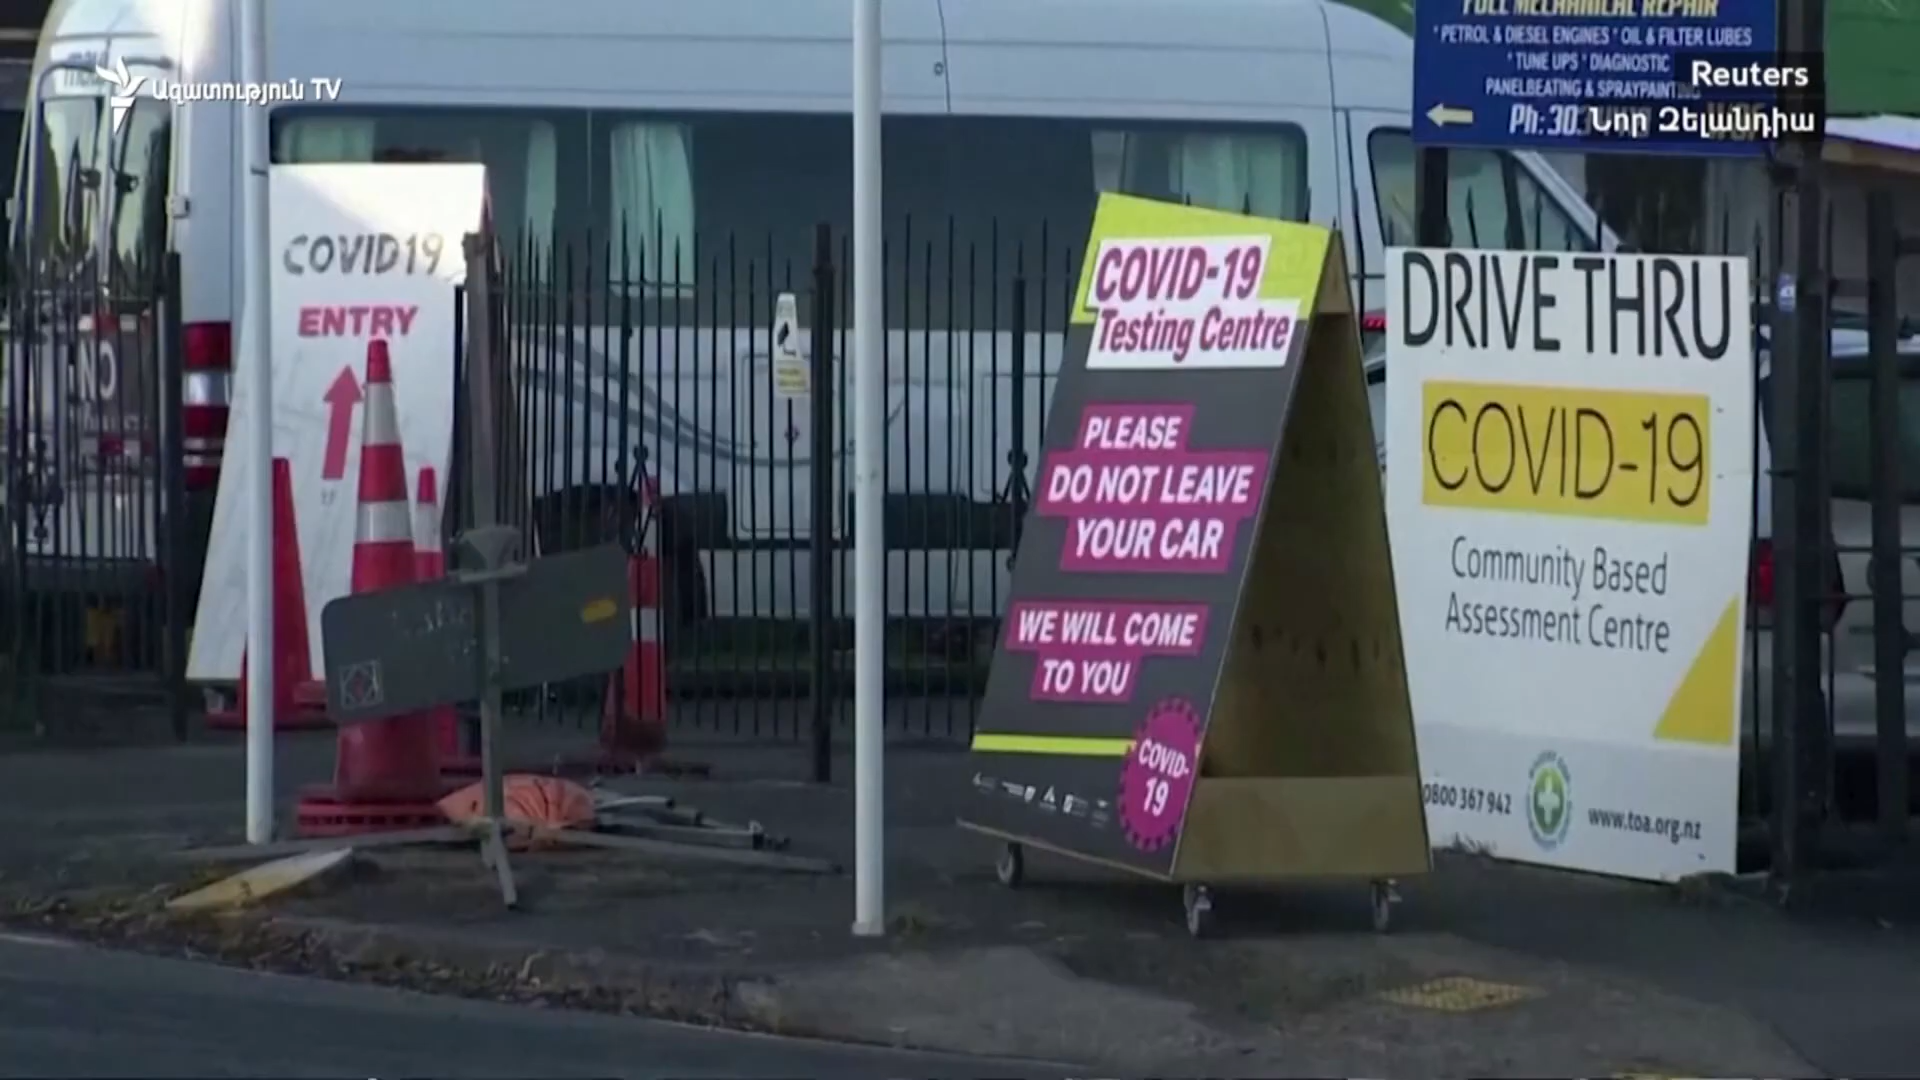 Ազատություն TV
Reuters
Նոր Զելանդիա
FULL MECHANICAL REPAIR
* PETROL & DIESEL ENGINES * OIL & FILTER LUBES
* TUNE UPS * DIAGNOSTIC
PANELBEATING & SPRAYPAINTING
Ph: 303
COVID19
ENTRY
COVID-19
Testing Centre
PLEASE
DO NOT LEAVE
YOUR CAR
WE WILL COME
TO YOU
COVID-
19
DRIVE THRU
COVID-19
Community Based
Assessment Centre
0800 367 942
www.toa.org.nz